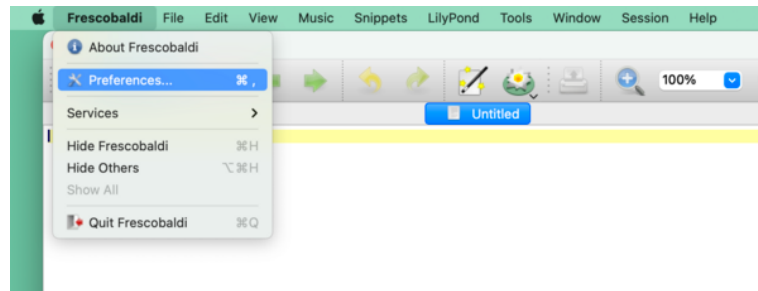 Frescobaldi File Edit View Music Snippets LilyPond Tools Window Session Help
About Frescobaldi
Preferences... ⌘ ,
100%
Services
Untitled
Hide Frescobaldi ⌘H
Hide Others ⌥⌘H
Show All
Quit Frescobaldi ⌘Q